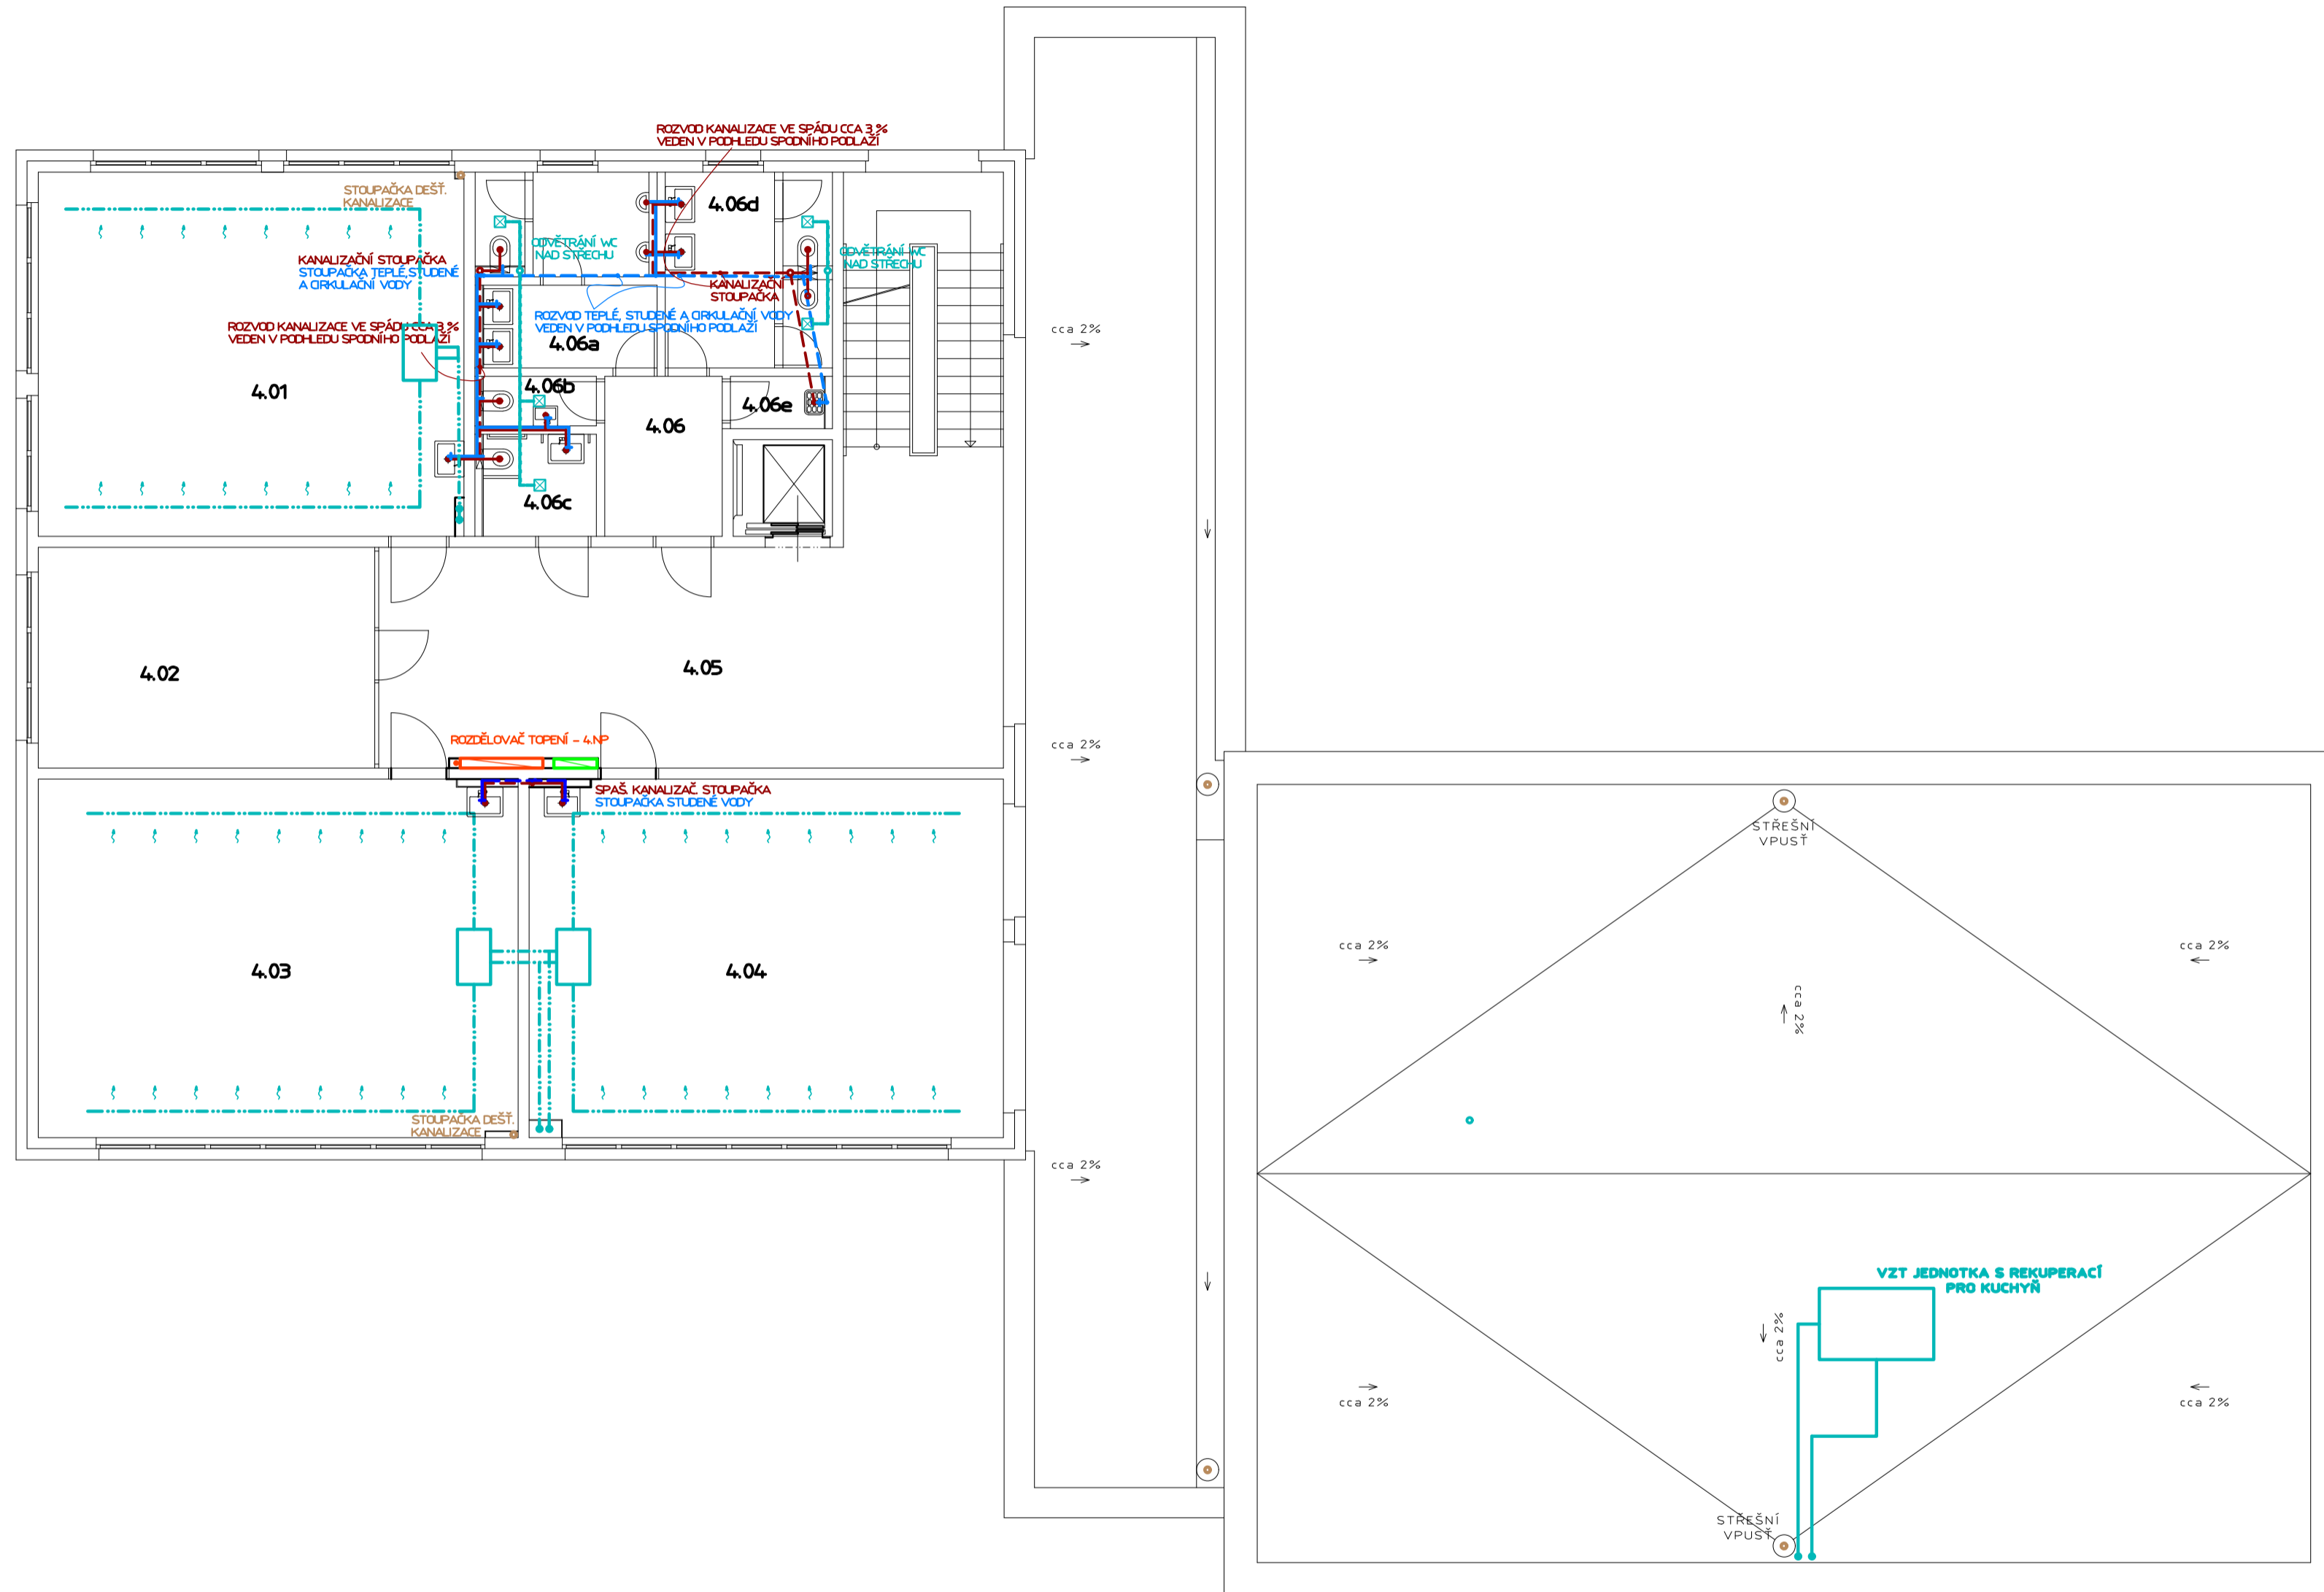 ROZVOD KANALIZACE VE SPÁDU CCA 3 %
VEDEN V PODHLEDU SPODNÍHO PODLAŽÍ
STOUPAČKA DEŠŤ.
KANALIZACE
4.06d
ODVĚTRÁNÍ WC
NAD STŘECHU
ODVĚTRÁNÍ WC
NAD STŘECHU
KANALIZAČNÍ STOUPAČKA
STOUPAČKA TEPLÉ,STUDENÉ
A CIRKULAČNÍ VODY
KANALIZAČNÍ
STOUPAČKA
ROZVOD TEPLÉ, STUDENÉ A CIRKULAČNÍ VODY
VEDEN V PODHLEDU SPODNÍHO PODLAŽÍ
ROZVOD KANALIZACE VE SPÁDU CCA 3 %
VEDEN V PODHLEDU SPODNÍHO PODLAŽÍ
cca 2%
4.06a
4.01
4.06b
4.06e
4.06
4.06c
4.02
4.05
ROZDĚLOVAČ TOPENÍ - 4.NP
cca 2%
SPAŠ. KANALIZAČ. STOUPAČKA
STOUPAČKA STUDENÉ VODY
STŘEŠNÍ
VPUSŤ
cca 2%
cca 2%
4.03
4.04
cca 2%
STOUPAČKA DEŠŤ.
KANALIZACE
cca 2%
VZT JEDNOTKA S REKUPERACÍ
PRO KUCHYŇ
cca 2%
cca 2%
cca 2%
STŘEŠNÍ
VPUSŤ